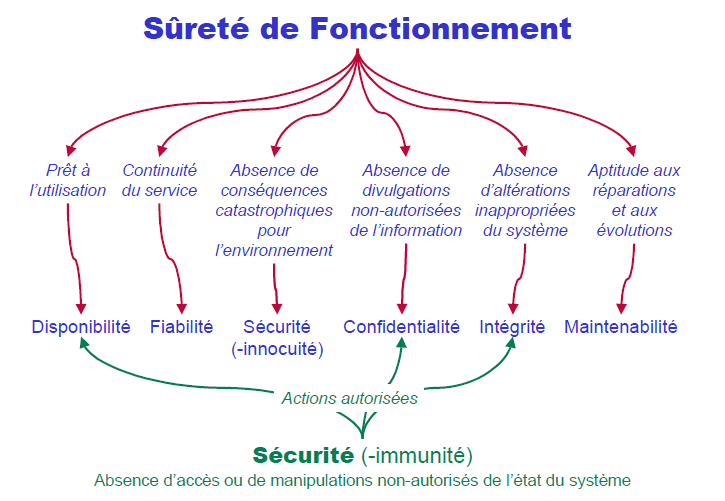 Sûreté de Fonctionnement
Prêt à
l'utilisation
Continuité
du service
Absence de
conséquences
catastrophiques
pour
l'environnement
Absence de
divulgations
non-autorisées
de l'information
Absence
d'altérations
inappropriées
du système
Aptitude aux
réparations
et aux
évolutions
Disponibilité
Fiabilité
Sécurité
(-innocuité)
Confidentialité
Intégrité
Maintenabilité
Actions autorisées
Sécurité (-immunité)
Absence d'accès ou de manipulations non-autorisés de l'état du système